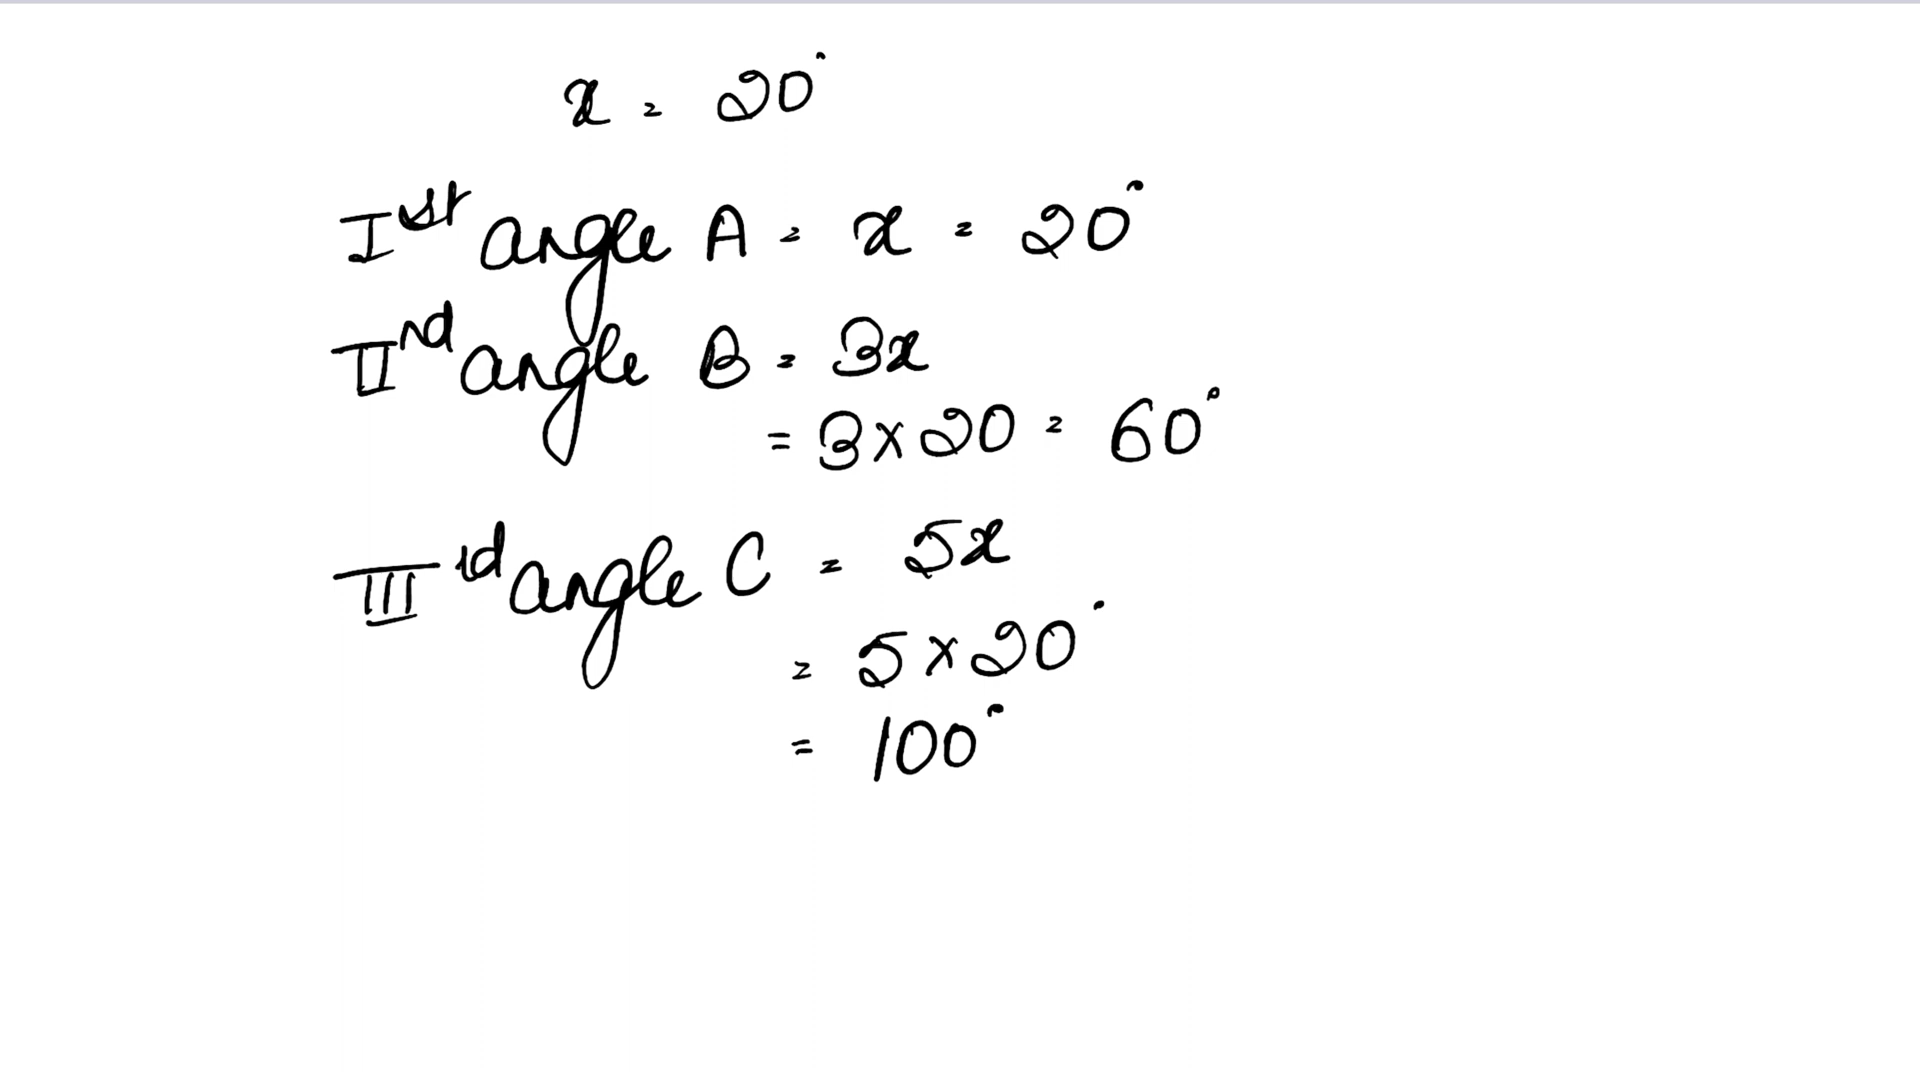 x = 20°
Ist angle A = x = 20°
IInd angle B = 3x
= 3 × 20 = 60°
IIIrd angle C = 5x
= 5 × 20°
= 100°